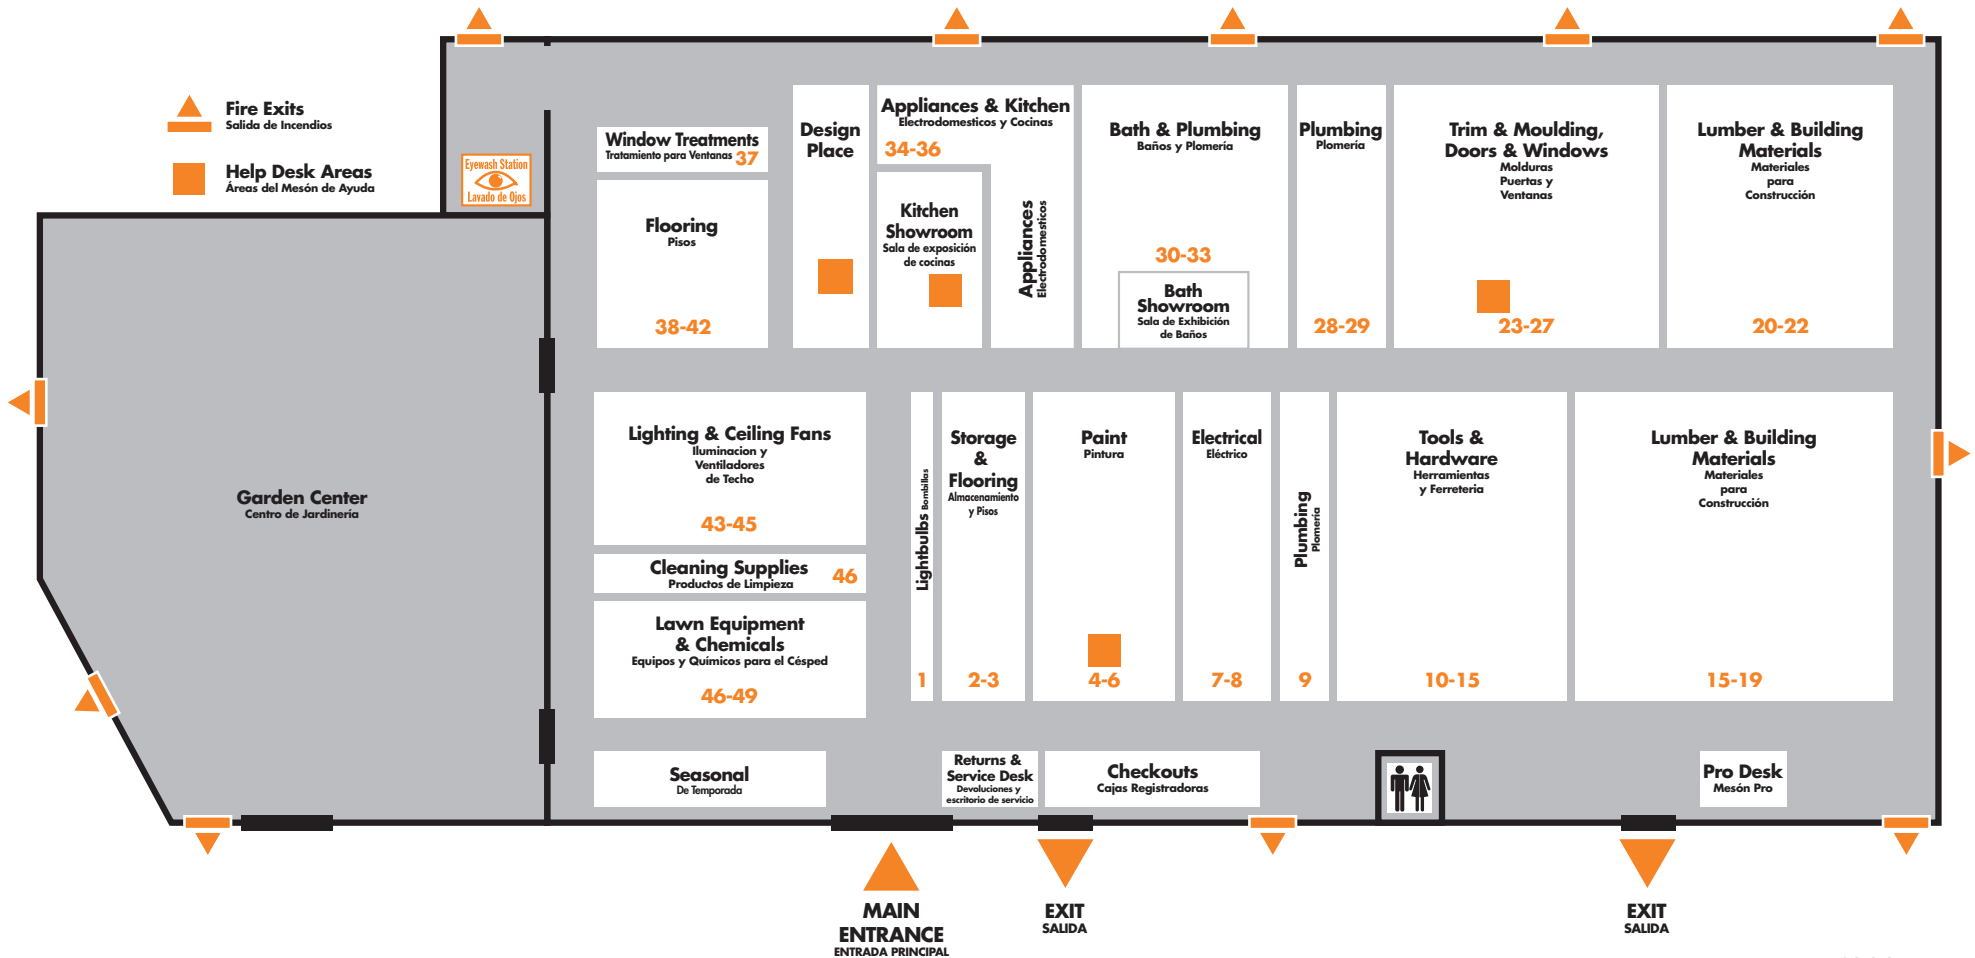 Fire Exits
Salida de Incendios
Help Desk Areas
Áreas del Mesón de Ayuda
Eyewash Station
Lavado de Ojos
Garden Center
Centro de Jardinería
Window Treatments
Tratamiento para Ventanas 37
Flooring
Pisos
38-42
Design
Place
Appliances & Kitchen
Electrodomesticos y Cocinas
34-36
Kitchen
Showroom
Sala de exposición
de cocinas
Appliances
Electrodomesticos
Bath & Plumbing
Baños y Plomería
30-33
Bath
Showroom
Sala de Exhibición
de Baños
Plumbing
Plomería
28-29
Trim & Moulding,
Doors & Windows
Molduras
Puertas y
Ventanas
23-27
Lumber & Building
Materials
Materiales
para
Construcción
20-22
Lighting & Ceiling Fans
Iluminacion y
Ventiladores
de Techo
43-45
Cleaning Supplies 46
Productos de Limpieza
Lawn Equipment
& Chemicals
Equipos y Químicos para el Césped
46-49
Lightbulbs Bombillas
1
Storage
&
Flooring
Almacenamiento
y Pisos
2-3
Paint
Pintura
4-6
Electrical
Eléctrico
7-8
Plumbing
Plomería
9
Tools &
Hardware
Herramientas
y Ferreteria
10-15
Lumber & Building
Materials
Materiales
para
Construcción
15-19
Seasonal
De Temporada
Returns &
Service Desk
Devoluciones y
escritorio de servicio
Checkouts
Cajas Registradoras
Pro Desk
Mesón Pro
MAIN
ENTRANCE
ENTRADA PRINCIPAL
EXIT
SALIDA
EXIT
SALIDA